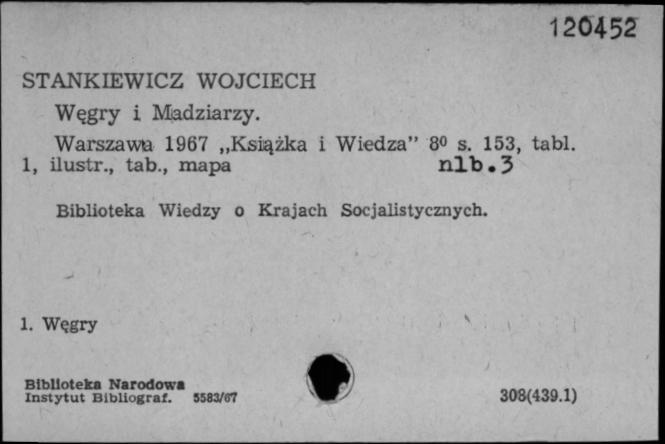 120452
STANKIEWICZ WOJCIECH
Węgry i Madziarzy.
Warszawa 1967 „Książka i Wiedza” 8⁰ s. 153, tabl.
1, ilustr., tab., mapa nlb.3
Biblioteka Wiedzy o Krajach Socjalistycznych.
1. Węgry
Biblioteka Narodowa
Instytut Bibliograf. 5583/67 308(439.1)